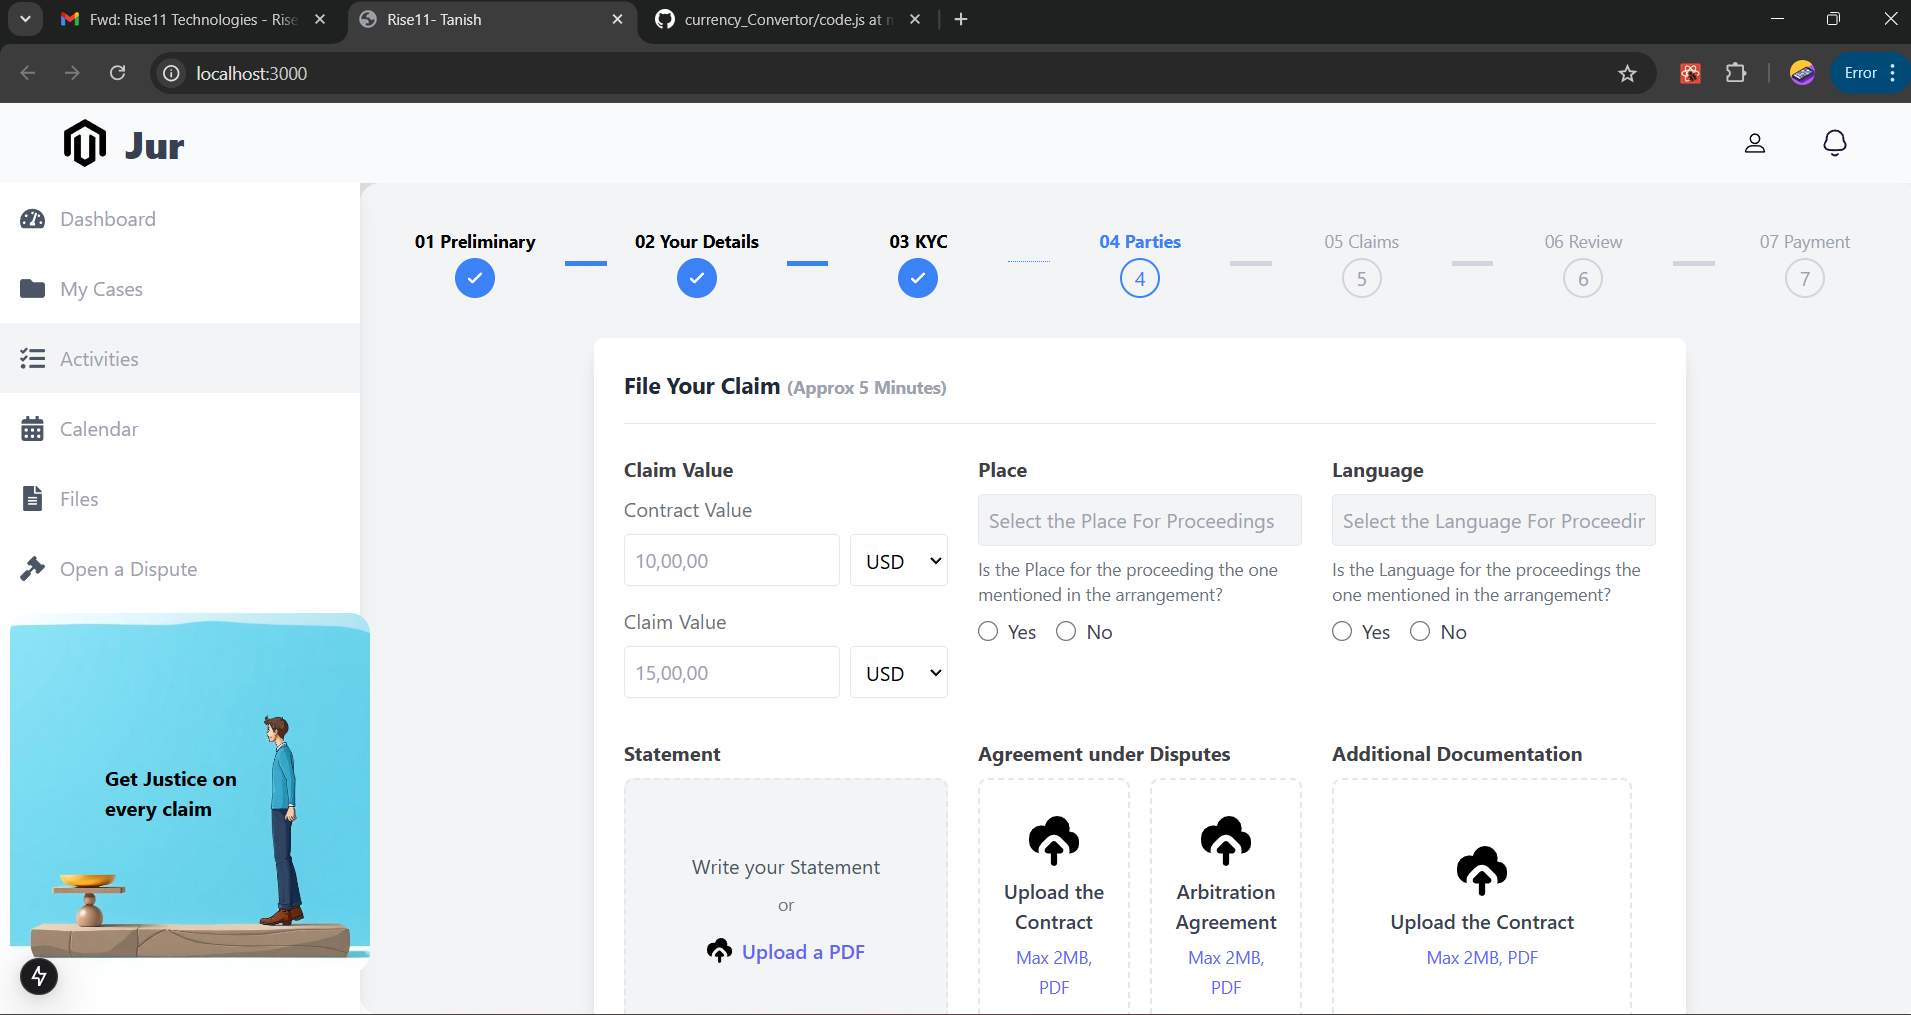 Fwd: Rise11 Technologies - Rise
Rise11- Tanish
currency_Convertor/code.js at m
localhost:3000
Error
Jur
Dashboard
My Cases
Activities
Calendar
Files
Open a Dispute
Get Justice on
every claim
01 Preliminary
02 Your Details
03 KYC
04 Parties
4
05 Claims
5
06 Review
6
07 Payment
7
File Your Claim (Approx 5 Minutes)
Claim Value
Contract Value
10,00,00
USD
Claim Value
15,00,00
USD
Place
Select the Place For Proceedings
Is the Place for the proceeding the one
mentioned in the arrangement?
Yes
No
Language
Select the Language For Proceedin
Is the Language for the proceedings the
one mentioned in the arrangement?
Yes
No
Statement
Write your Statement
or
Upload a PDF
Agreement under Disputes
Upload the
Contract
Max 2MB,
PDF
Arbitration
Agreement
Max 2MB,
PDF
Additional Documentation
Upload the Contract
Max 2MB, PDF